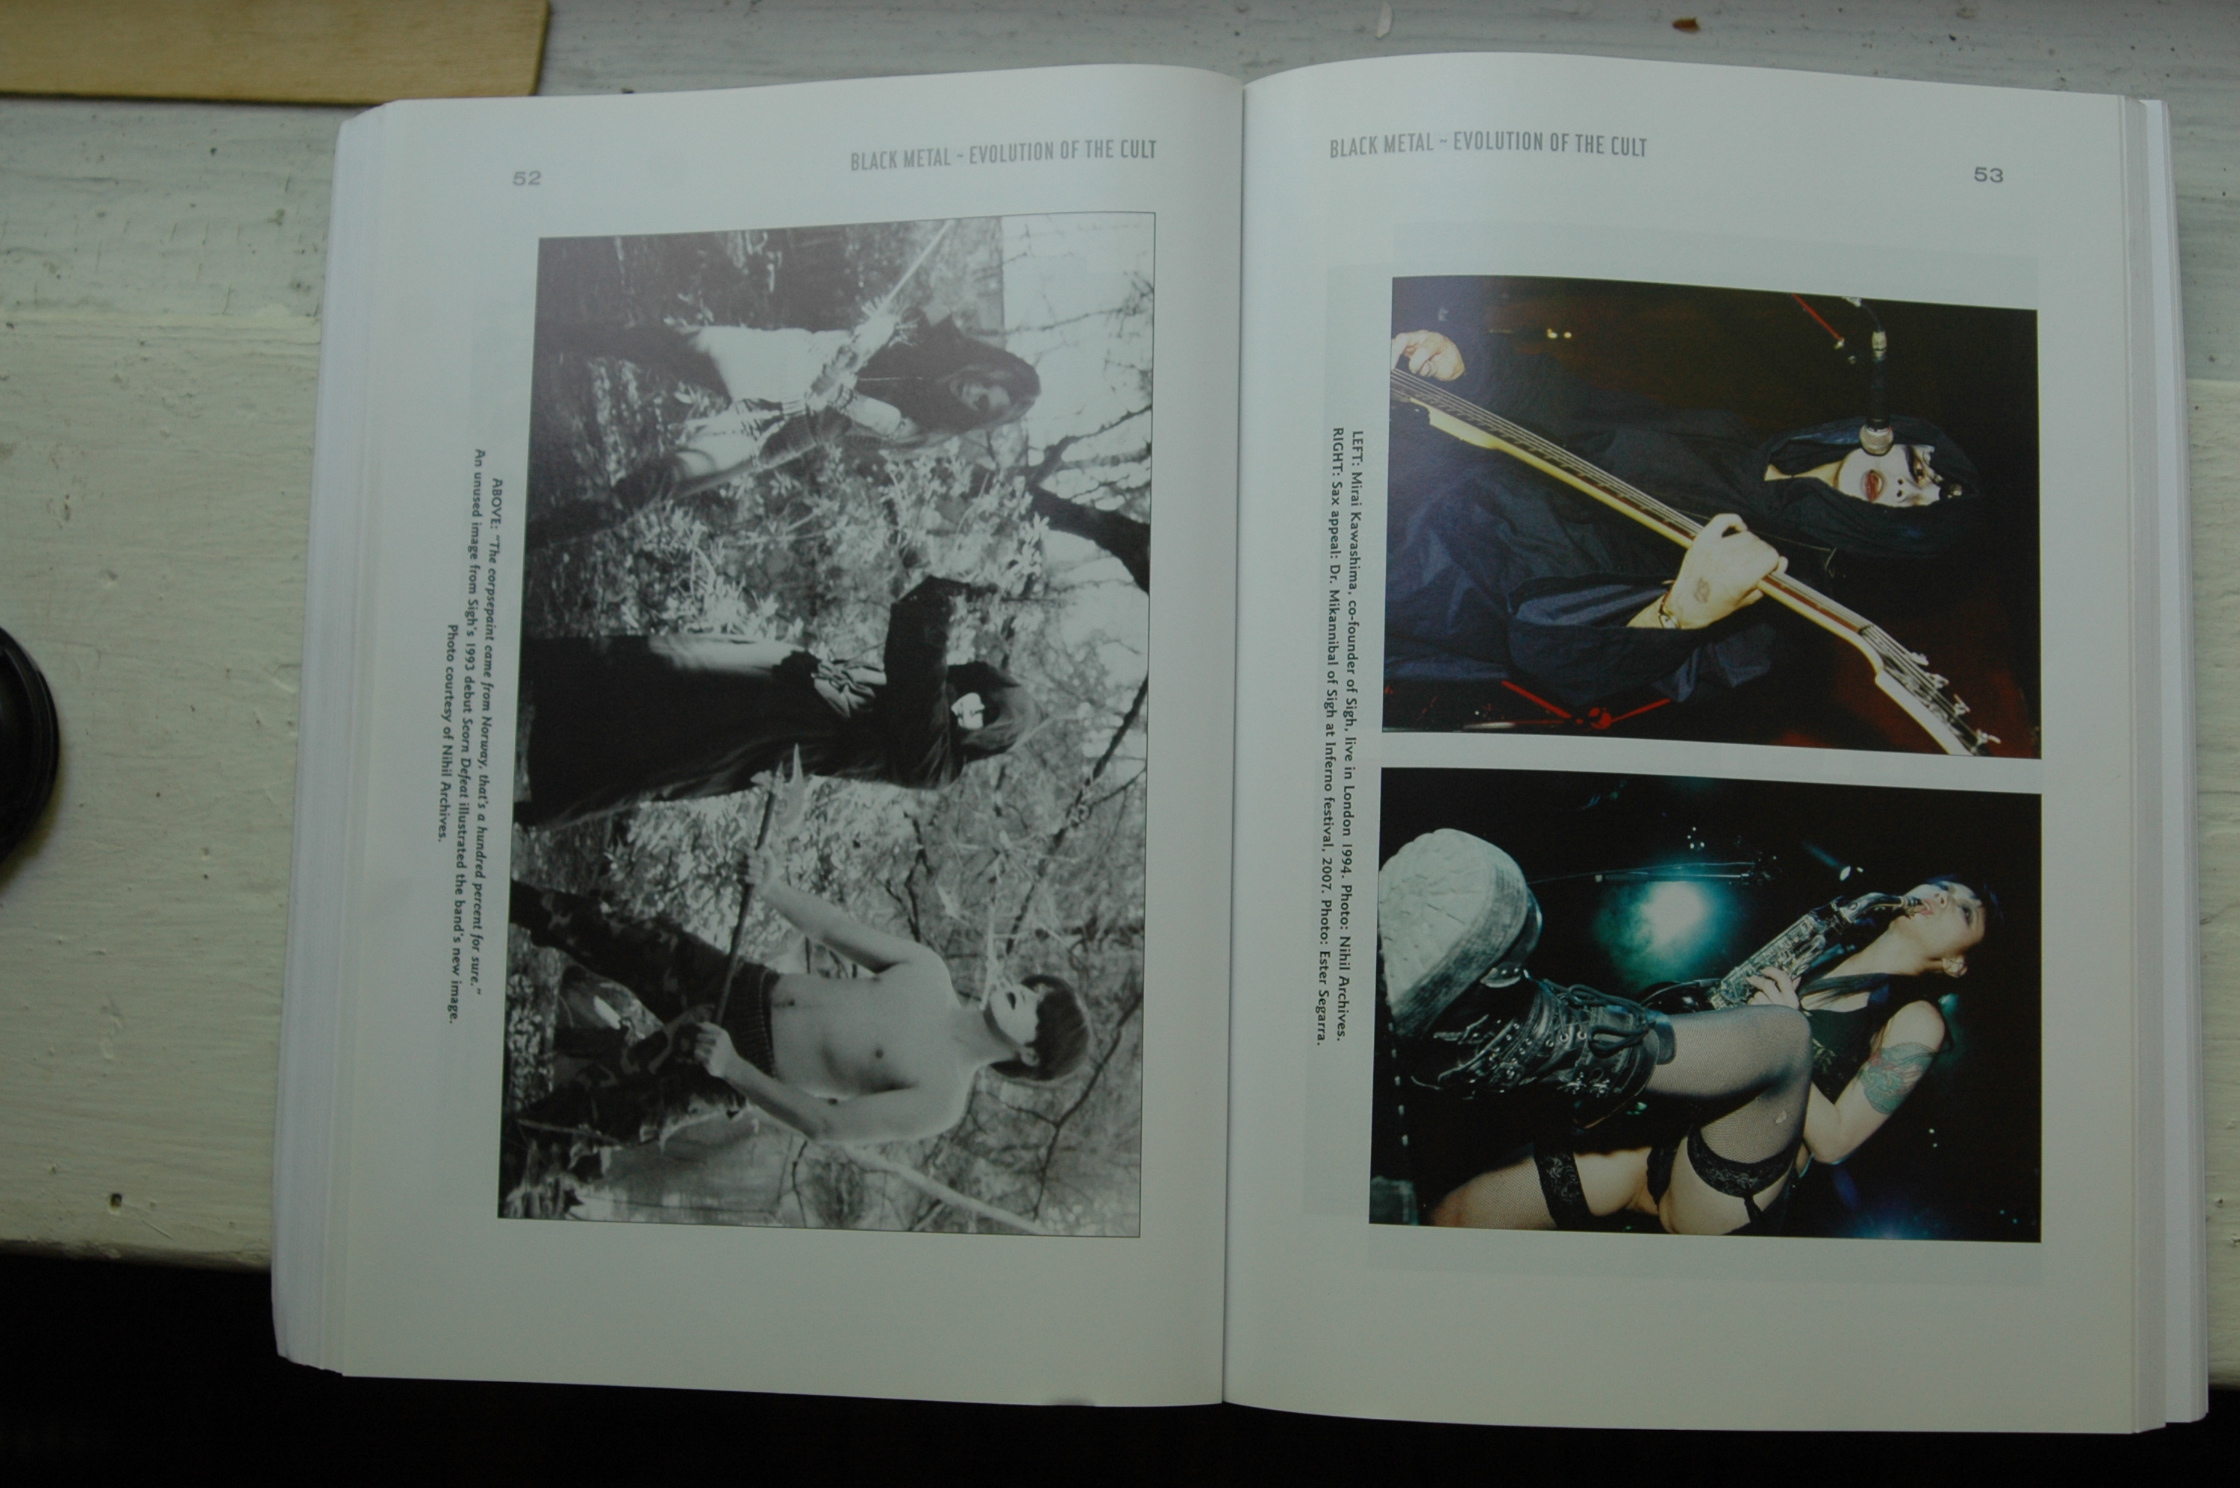 52
BLACK METAL ~ EVOLUTION OF THE CULT
ABOVE: "The corpsepaint came from Norway, that's a hundred percent for sure."
An unused image from Sigh's 1993 debut Scorn Defeat illustrated the band's new image.
Photo courtesy of Nihil Archives.
BLACK METAL ~ EVOLUTION OF THE CULT
53
LEFT: Mirai Kawashima, co-founder of Sigh, live in London 1994. Photo: Nihil Archives.
RIGHT: Sax appeal: Dr. Mikannibal of Sigh at Inferno festival, 2007. Photo: Ester Segarra.